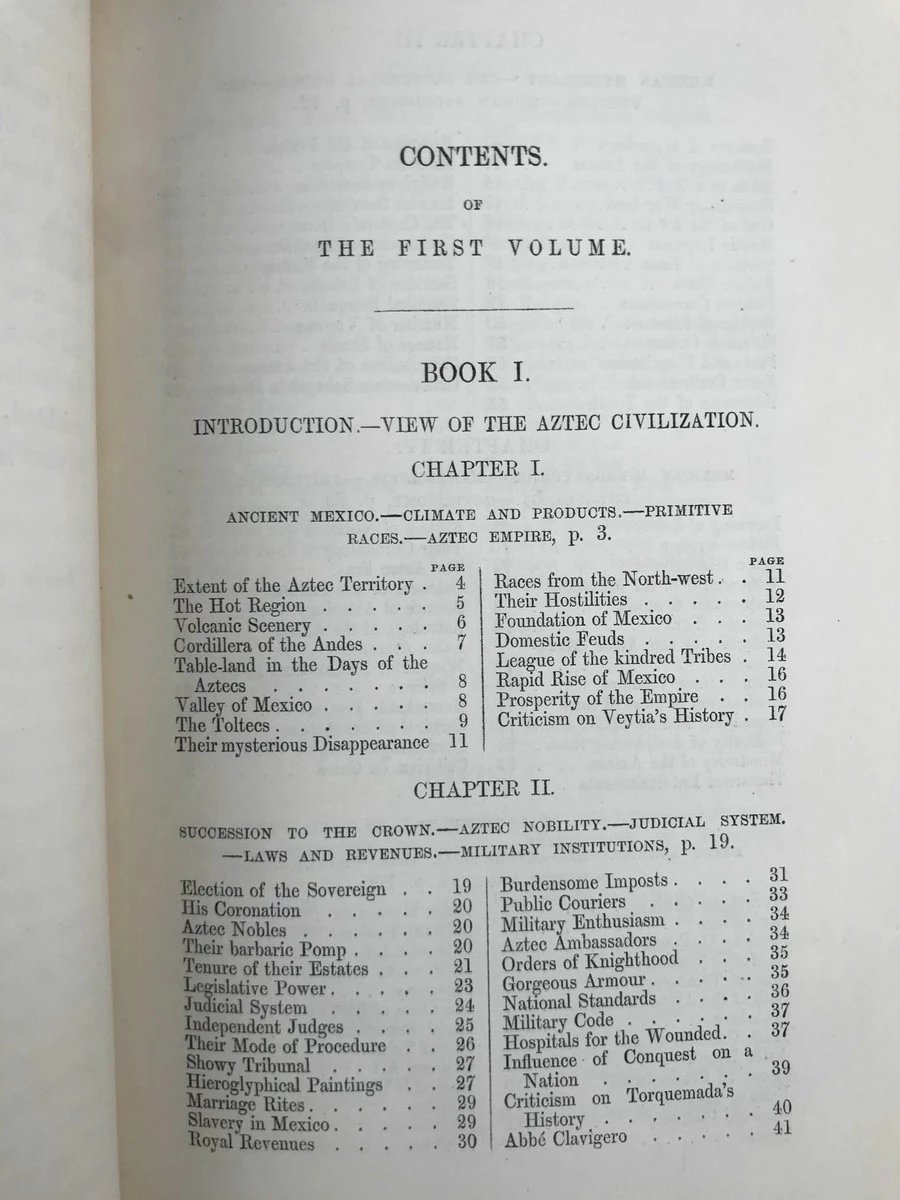 CONTENTS.
OF
THE FIRST VOLUME.
BOOK I.
INTRODUCTION.—VIEW OF THE AZTEC CIVILIZATION.
CHAPTER I.
ANCIENT MEXICO.—CLIMATE AND PRODUCTS.—PRIMITIVE
RACES.—AZTEC EMPIRE, p. 3.
PAGE
Extent of the Aztec Territory . 4
The Hot Region . . . . . 5
Volcanic Scenery . . . . . 6
Cordillera of the Andes . . . 7
Table-land in the Days of the
Aztecs . . . . . . . 8
Valley of Mexico . . . . . 8
The Toltecs . . . . . . . 9
Their mysterious Disappearance 11
PAGE
Races from the North-west . . 11
Their Hostilities . . . . . 12
Foundation of Mexico . . . 13
Domestic Feuds . . . . . 13
League of the kindred Tribes . 14
Rapid Rise of Mexico . . . 16
Prosperity of the Empire . . 16
Criticism on Veytia's History . 17
CHAPTER II.
SUCCESSION TO THE CROWN.—AZTEC NOBILITY.—JUDICIAL SYSTEM.
—LAWS AND REVENUES.—MILITARY INSTITUTIONS, p. 19.
Election of the Sovereign . . 19
His Coronation . . . . . 20
Aztec Nobles . . . . . . 20
Their barbaric Pomp . . . . 20
Tenure of their Estates . . . 21
Legislative Power . . . . . 23
Judicial System . . . . . 24
Independent Judges . . . . 25
Their Mode of Procedure . . 26
Showy Tribunal . . . . . 27
Hieroglyphical Paintings . . 27
Marriage Rites . . . . . . 29
Slavery in Mexico . . . . . 29
Royal Revenues . . . . . 30
Burdensome Imposts . . . . 31
Public Couriers . . . . . 33
Military Enthusiasm . . . . 34
Aztec Ambassadors . . . . 34
Orders of Knighthood . . . 35
Gorgeous Armour . . . . . 35
National Standards . . . . 36
Military Code . . . . . . 37
Hospitals for the Wounded . . 37
Influence of Conquest on a
Nation . . . . . . . 39
Criticism on Torquemada's
History . . . . . . . 40
Abbé Clavigero . . . . . 41